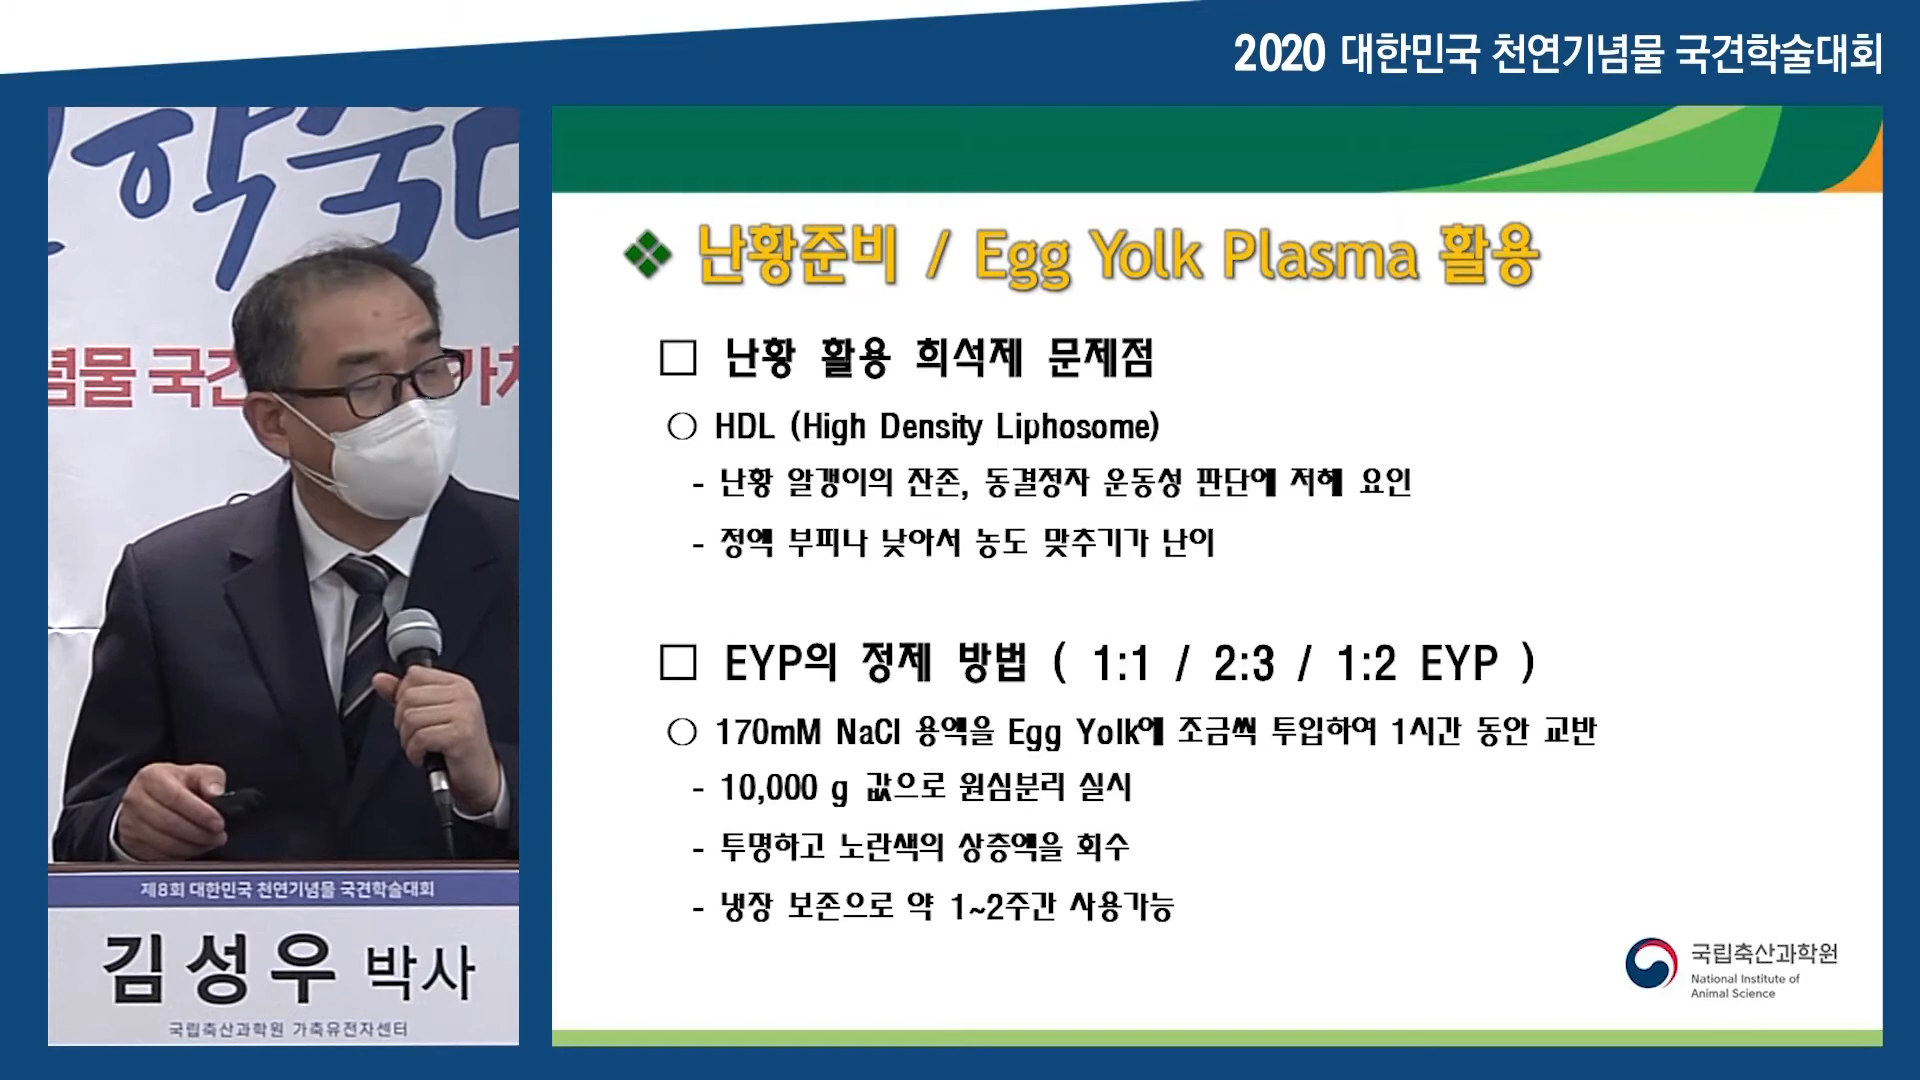 2020 대한민국 천연기념물 국견학술대회
학술대
념물 국견
가치
제8회 대한민국 천연기념물 국견학술대회
김성우 박사
국립축산과학원 가축유전자센터
난황준비 / Egg Yolk Plasma 활용
□ 난황 활용 희석제 문제점
○ HDL (High Density Liphosome)
- 난황 알갱이의 잔존, 동결정자 운동성 판단에 저해 요인
- 정액 부피나 낮아서 농도 맞추기가 난이
□ EYP의 정제 방법 ( 1:1 / 2:3 / 1:2 EYP )
○ 170mM NaCl 용액을 Egg Yolk에 조금씩 투입하여 1시간 동안 교반
- 10,000 g 값으로 원심분리 실시
- 투명하고 노란색의 상층액을 회수
- 냉장 보존으로 약 1~2주간 사용가능
국립축산과학원
National Institute of
Animal Science